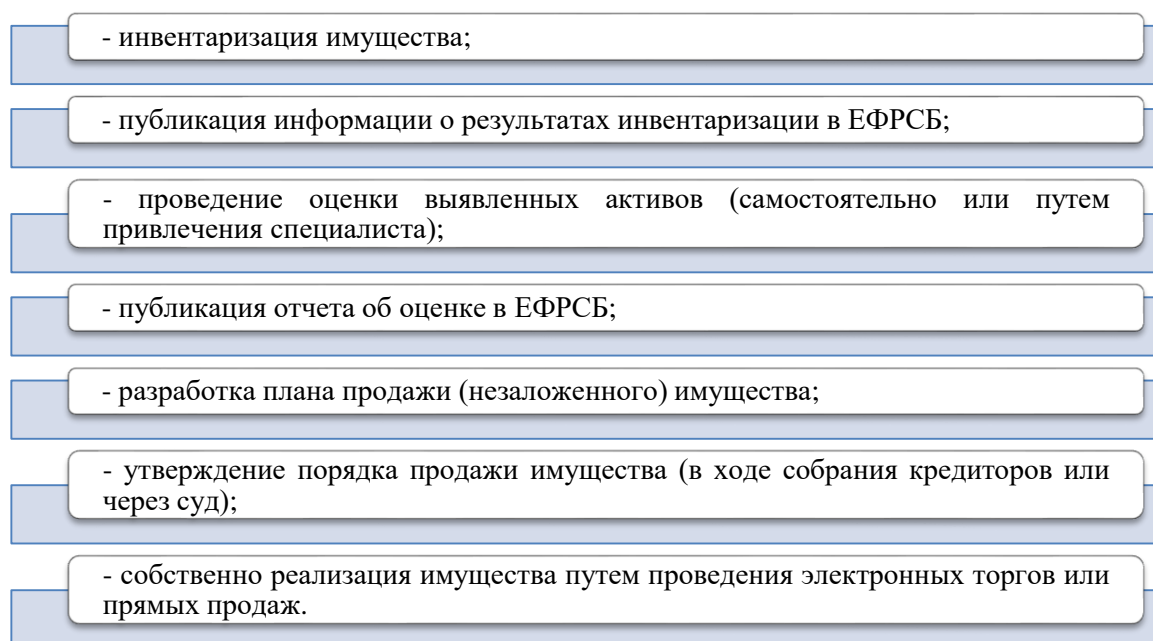 - инвентаризация имущества;
- публикация информации о результатах инвентаризации в ЕФРСБ;
- проведение оценки выявленных активов (самостоятельно или путем
привлечения специалиста);
- публикация отчета об оценке в ЕФРСБ;
- разработка плана продажи (незаложенного) имущества;
- утверждение порядка продажи имущества (в ходе собрания кредиторов или
через суд);
- собственно реализация имущества путем проведения электронных торгов или
прямых продаж.